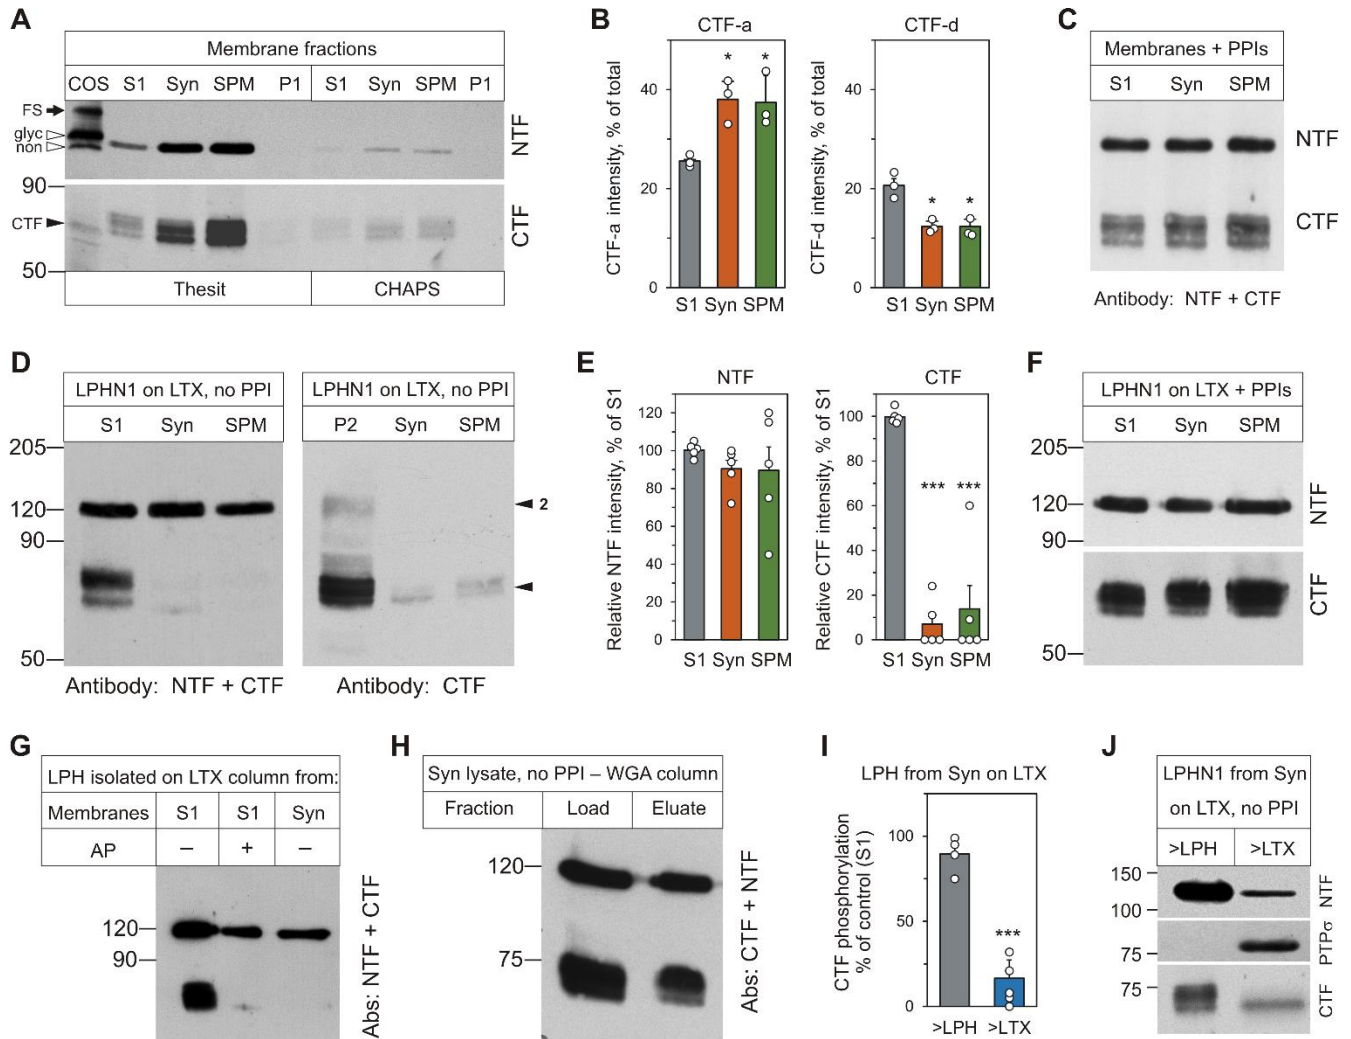 A
Membrane fractions
COS S1 Syn SPM P1 S1 Syn SPM P1
FS
glyc
non
NTF
90
CTF
CTF
50
Thesit CHAPS
B
CTF-a
CTF-a intensity, % of total
40
20
0
* *
S1 Syn SPM
CTF-d
CTF-d intensity, % of total
40
20
0
* *
S1 Syn SPM
C
Membranes + PPIs
S1 Syn SPM
NTF
CTF
Antibody: NTF + CTF
D
LPHN1 on LTX, no PPI
S1 Syn SPM
205
120
90
50
Antibody: NTF + CTF
LPHN1 on LTX, no PPI
P2 Syn SPM
2
Antibody: CTF
E
NTF
Relative NTF intensity, % of S1
120
100
80
60
40
20
0
S1 Syn SPM
CTF
Relative CTF intensity, % of S1
100
80
60
40
20
0
*** ***
S1 Syn SPM
F
LPHN1 on LTX + PPIs
S1 Syn SPM
205
120
90
NTF
CTF
50
G
LPH isolated on LTX column from:
Membranes S1 S1 Syn
AP – + –
120
90
Abs: NTF + CTF
H
Syn lysate, no PPI – WGA column
Fraction Load Eluate
120
75
Abs: CTF + NTF
I
LPH from Syn on LTX
CTF phosphorylation
% of control (S1)
100
50
0
***
>LPH >LTX
J
LPHN1 from Syn
on LTX, no PPI
>LPH >LTX
150
100
NTF
75
PTPσ
75
CTF